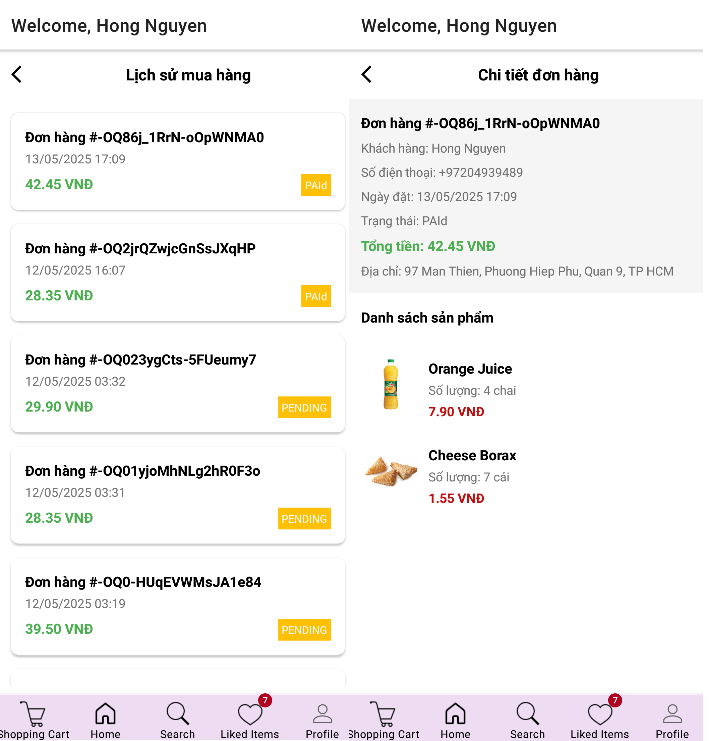 Welcome, Hong Nguyen
Lịch sử mua hàng
Đơn hàng #-OQ86j_1RrN-oOpWNMA0
13/05/2025 17:09
42.45 VNĐ
PAId
Đơn hàng #-OQ2jrQZwjcGnSsJXqHP
12/05/2025 16:07
28.35 VNĐ
PAId
Đơn hàng #-OQ023ygCts-5FUeumy7
12/05/2025 03:32
29.90 VNĐ
PENDING
Đơn hàng #-OQ01yjoMhNLg2hR0F3o
12/05/2025 03:31
28.35 VNĐ
PENDING
Đơn hàng #-OQ0-HUqEVWMsJA1e84
12/05/2025 03:19
39.50 VNĐ
PENDING
7
Shopping Cart
Home
Search
Liked Items
Profile
Welcome, Hong Nguyen
Chi tiết đơn hàng
Đơn hàng #-OQ86j_1RrN-oOpWNMA0
Khách hàng: Hong Nguyen
Số điện thoại: +97204939489
Ngày đặt: 13/05/2025 17:09
Trạng thái: PAId
Tổng tiền: 42.45 VNĐ
Địa chỉ: 97 Man Thien, Phuong Hiep Phu, Quan 9, TP HCM
Danh sách sản phẩm
Orange Juice
Số lượng: 4 chai
7.90 VNĐ
Cheese Borax
Số lượng: 7 cái
1.55 VNĐ
7
Shopping Cart
Home
Search
Liked Items
Profile